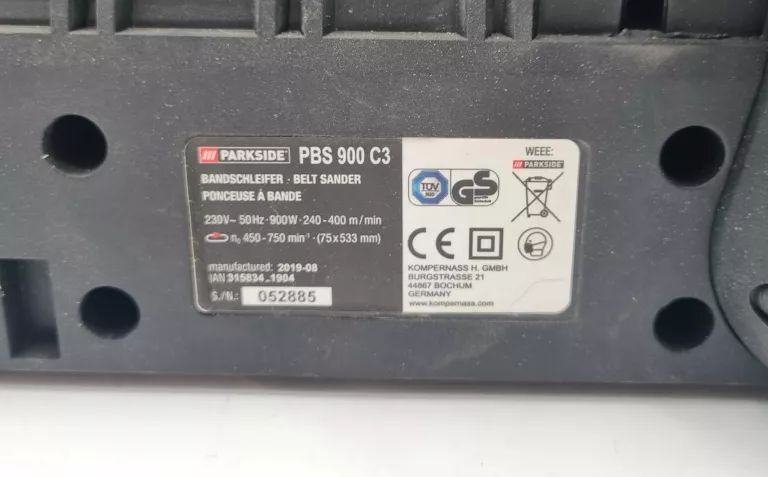 /// PARKSIDE PBS 900 C3
BANDSCHLEIFER · BELT SANDER
PONCEUSE À BANDE
230V~ 50Hz · 900W · 240-400 m/min
n₀ 450-750 min⁻¹ · (75x533 mm)
manufactured: 2019-08
IAN 315834_1904
S./N.: 052885
WEEE:
/// PARKSIDE
TÜV
SÜD
GS
CE
KOMPERNASS H. GMBH
BURGSTRASSE 21
44867 BOCHUM
GERMANY
www.kompernass.com